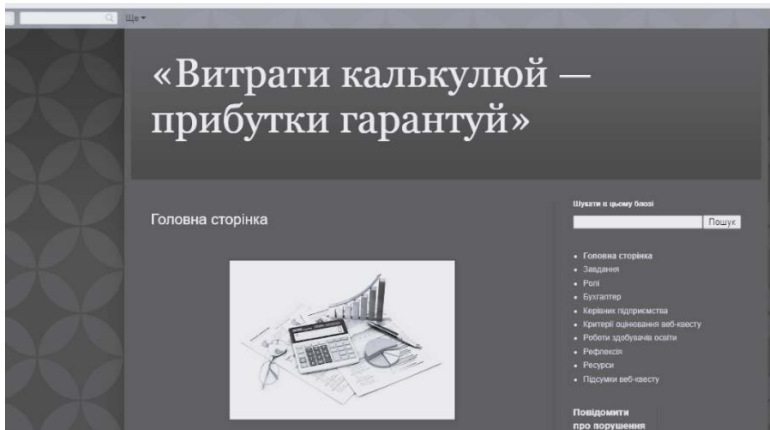 Ще
«Витрати калькулюй —
прибутки гарантуй»
Головна сторінка
Шукати в цьому блозі
Пошук
Головна сторінка
Завдання
Ролі
Бухгалтер
Керівник підприємства
Критерії оцінювання веб-квесту
Роботи здобувачів освіти
Рефлексія
Ресурси
Підсумки веб-квесту
Повідомити
про порушення